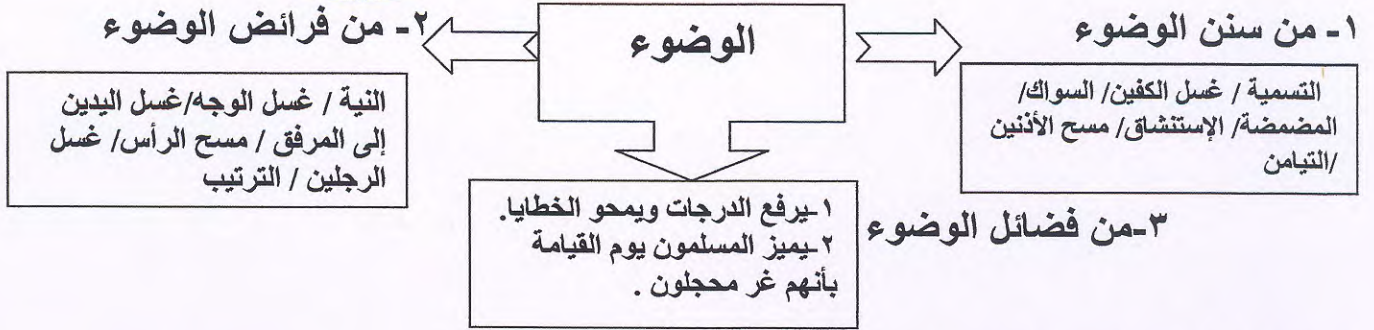 الوضوء
١- من سنن الوضوء
التسمية / غسل الكفين/ السواك/
المضمضة/ الإستنشاق/ مسح الأذنين
/التيامن
٢- من فرائض الوضوء
النية / غسل الوجه/غسل اليدين
إلى المرفق / مسح الرأس/ غسل
الرجلين / الترتيب
٣-من فضائل الوضوء
١-يرفع الدرجات ويمحو الخطايا.
٢-يميز المسلمون يوم القيامة
بأنهم غر محجلون .